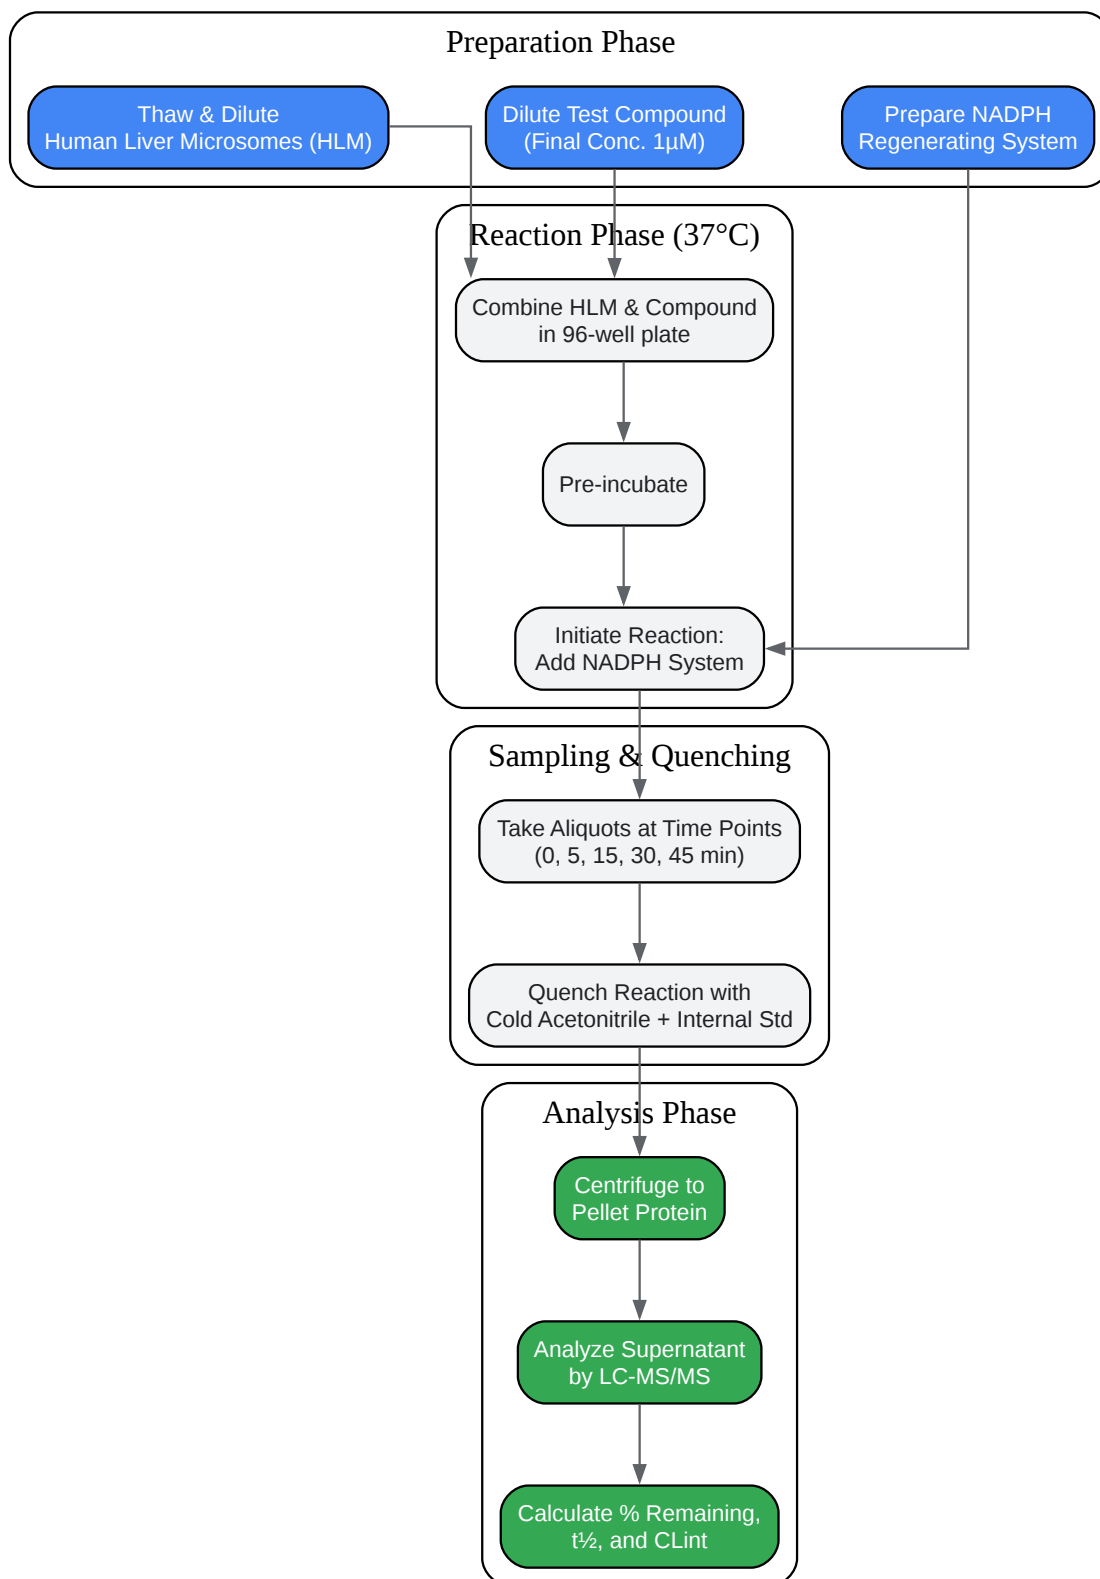 Preparation Phase
Thaw & Dilute
Human Liver Microsomes (HLM)
Dilute Test Compound
(Final Conc. 1µM)
Prepare NADPH
Regenerating System
Reaction Phase (37°C)
Combine HLM & Compound
in 96-well plate
Pre-incubate
Initiate Reaction:
Add NADPH System
Sampling & Quenching
Take Aliquots at Time Points
(0, 5, 15, 30, 45 min)
Quench Reaction with
Cold Acetonitrile + Internal Std
Analysis Phase
Centrifuge to
Pellet Protein
Analyze Supernatant
by LC-MS/MS
Calculate % Remaining,
t½, and CLint